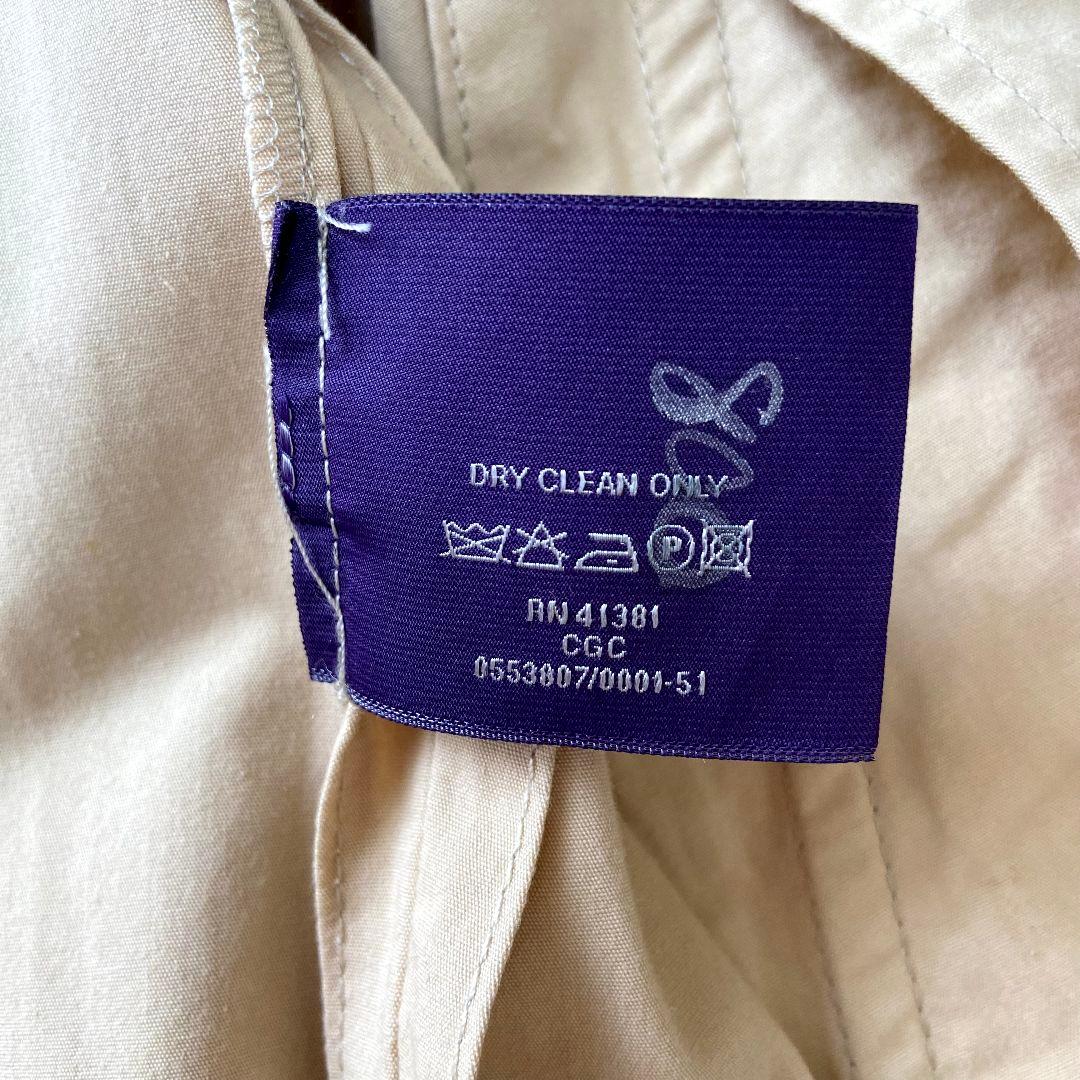 DRY CLEAN ONLY
P
RN 41381
CGC
0553807/0001-51